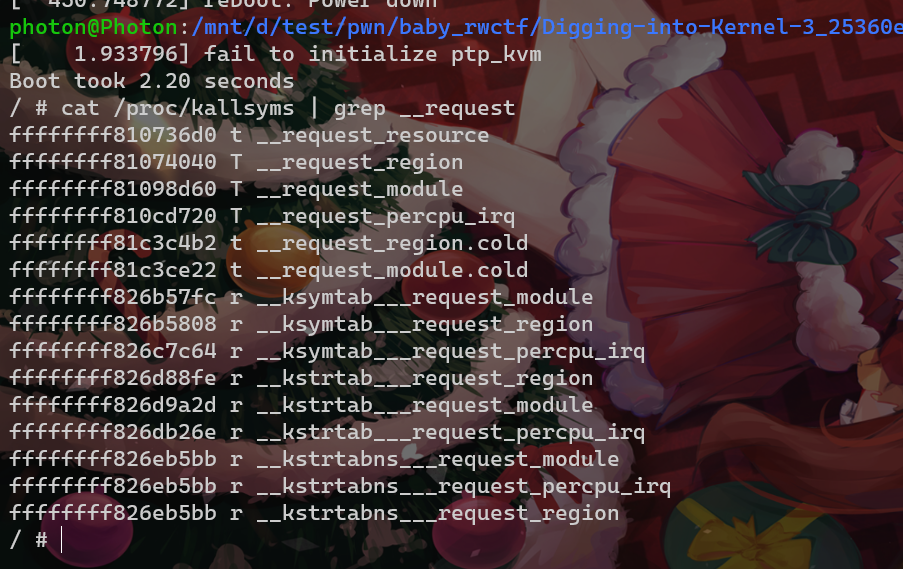 [  450.748772] reboot: Power down
photon@Photon:/mnt/d/test/pwn/baby_rwctf/Digging-into-Kernel-3_25360e
[    1.933796] fail to initialize ptp_kvm
Boot took 2.20 seconds
/ # cat /proc/kallsyms | grep __request
ffffffff810736d0 t __request_resource
ffffffff81074040 T __request_region
ffffffff81098d60 T __request_module
ffffffff810cd720 T __request_percpu_irq
ffffffff81c3c4b2 t __request_region.cold
ffffffff81c3ce22 t __request_module.cold
ffffffff826b57fc r __ksymtab___request_module
ffffffff826b5808 r __ksymtab___request_region
ffffffff826c7c64 r __ksymtab___request_percpu_irq
ffffffff826d88fe r __kstrtab___request_region
ffffffff826d9a2d r __kstrtab___request_module
ffffffff826db26e r __kstrtab___request_percpu_irq
ffffffff826eb5bb r __kstrtabns___request_module
ffffffff826eb5bb r __kstrtabns___request_percpu_irq
ffffffff826eb5bb r __kstrtabns___request_region
/ #